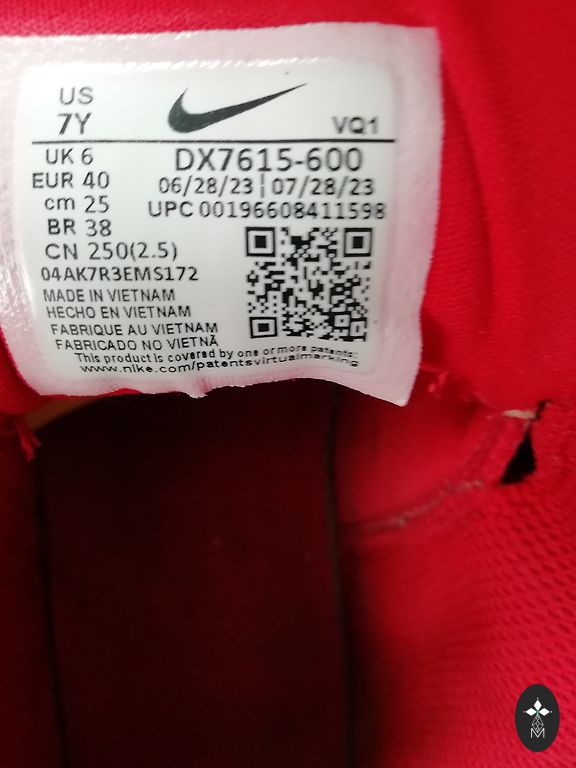 US
7Y
VQ1
UK 6
DX7615-600
EUR 40
06/28/23 | 07/28/23
cm 25
UPC 00196608411598
BR 38
CN 250(2.5)
04AK7R3EMS172
MADE IN VIETNAM
HECHO EN VIETNAM
FABRIQUE AU VIETNAM
FABRICADO NO VIETNÃ
This product is covered by one or more patents:
www.nike.com/patentsvirtualmarking
M